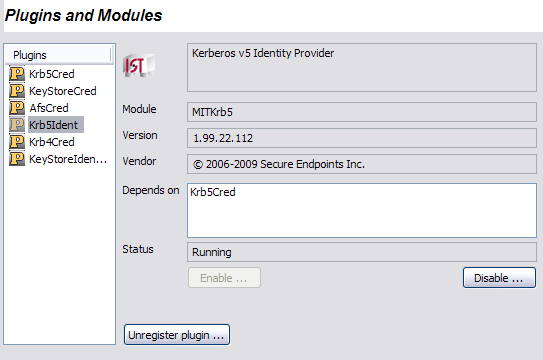 Plugins and Modules
Plugins
Krb5Cred
KeyStoreCred
AfsCred
Krb5Ident
Krb4Cred
KeyStoreIden...
IST
Kerberos v5 Identity Provider
Module
MITKrb5
Version
1.99.22.112
Vendor
© 2006-2009 Secure Endpoints Inc.
Depends on
Krb5Cred
Status
Running
Enable ...
Disable ...
Unregister plugin ...